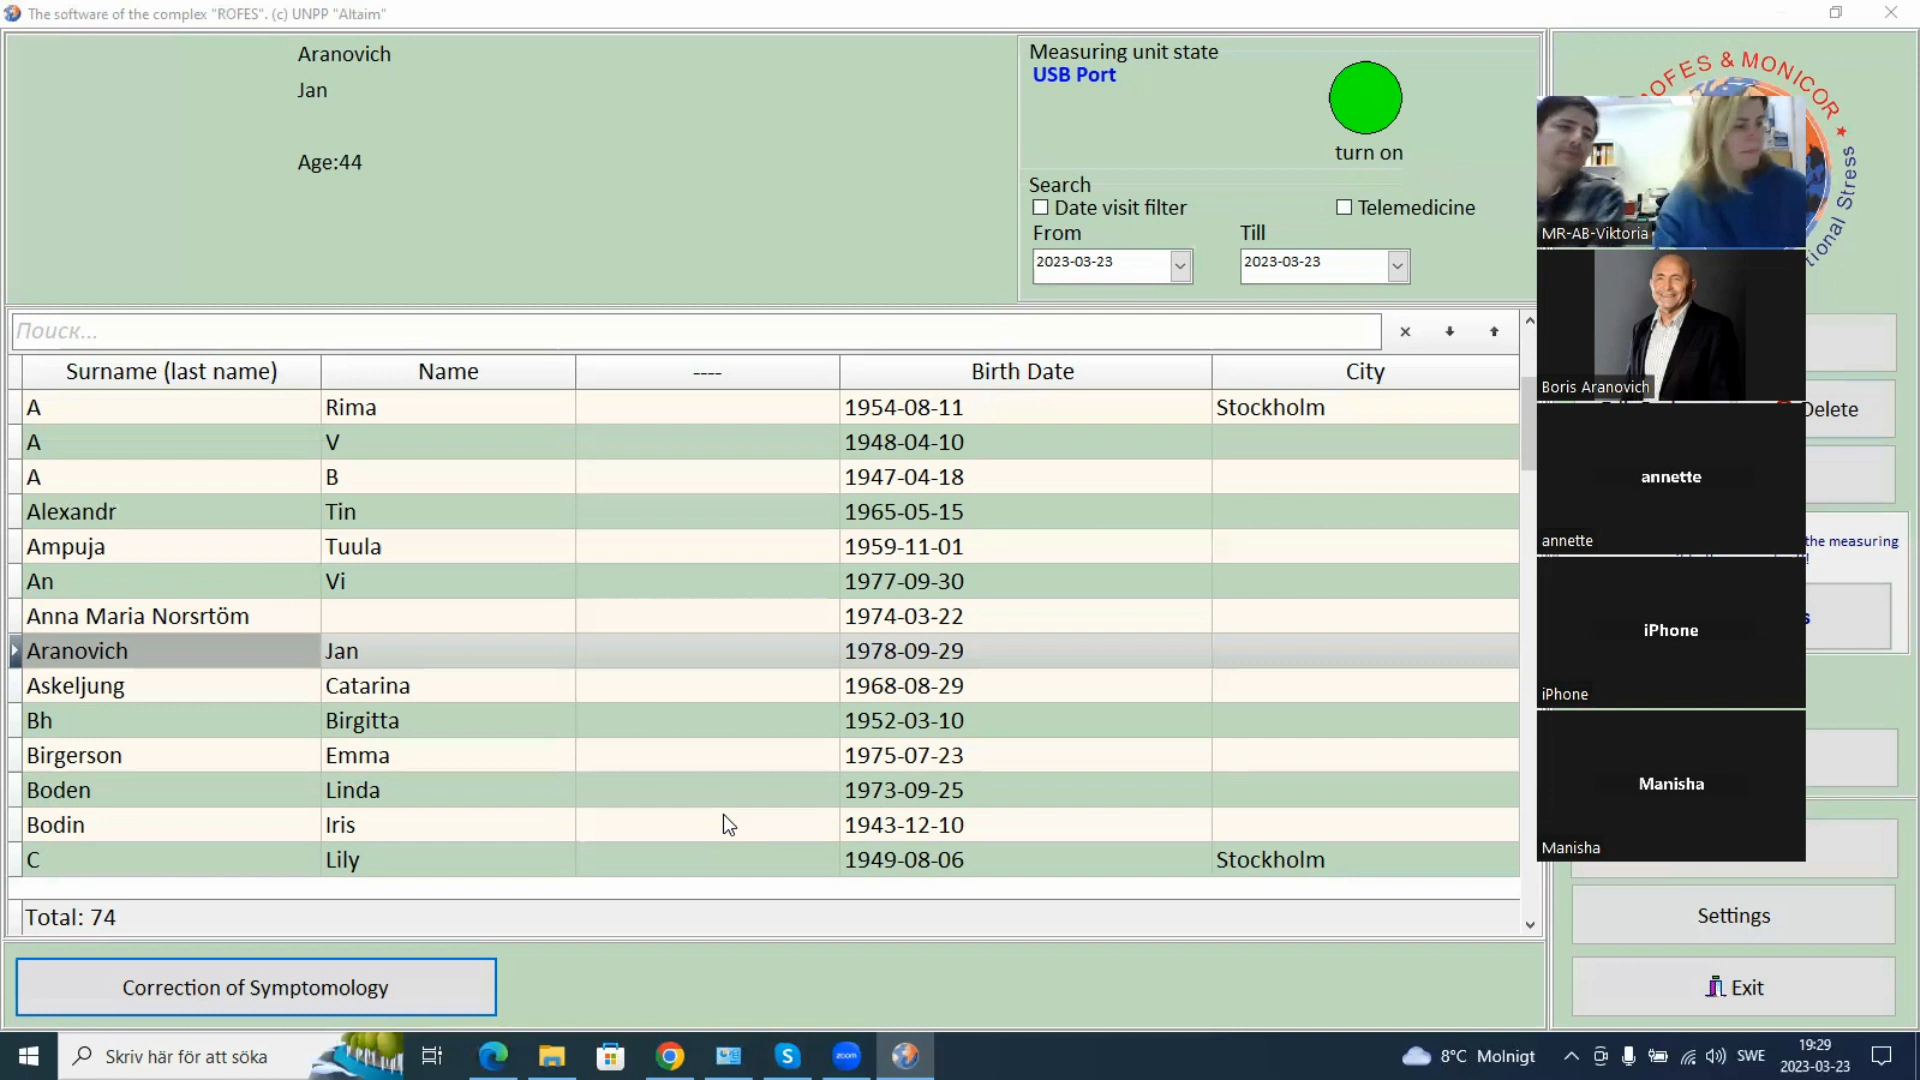 The software of the complex "ROFES". (c) UNPP "Altaim"
Aranovich
Jan
Age:44
Measuring unit state
USB Port
turn on
Search
Date visit filter
Telemedicine
From
Till
2023-03-23
2023-03-23
ROFES & MONICOR
MR-AB-Viktoria
Boris Aranovich
annette
annette
iPhone
iPhone
Manisha
Manisha
Поиск...
Surname (last name) Name ---- Birth Date City
A Rima 1954-08-11 Stockholm
A V 1948-04-10
A B 1947-04-18
Alexandr Tin 1965-05-15
Ampuja Tuula 1959-11-01
An Vi 1977-09-30
Anna Maria Norsrtöm 1974-03-22
Aranovich Jan 1978-09-29
Askeljung Catarina 1968-08-29
Bh Birgitta 1952-03-10
Birgerson Emma 1975-07-23
Boden Linda 1973-09-25
Bodin Iris 1943-12-10
C Lily 1949-08-06 Stockholm
Total: 74
Delete
the measuring
Settings
Exit
Correction of Symptomology
Skriv här för att söka
zoom
8°C Molnigt
SWE
19:29
2023-03-23